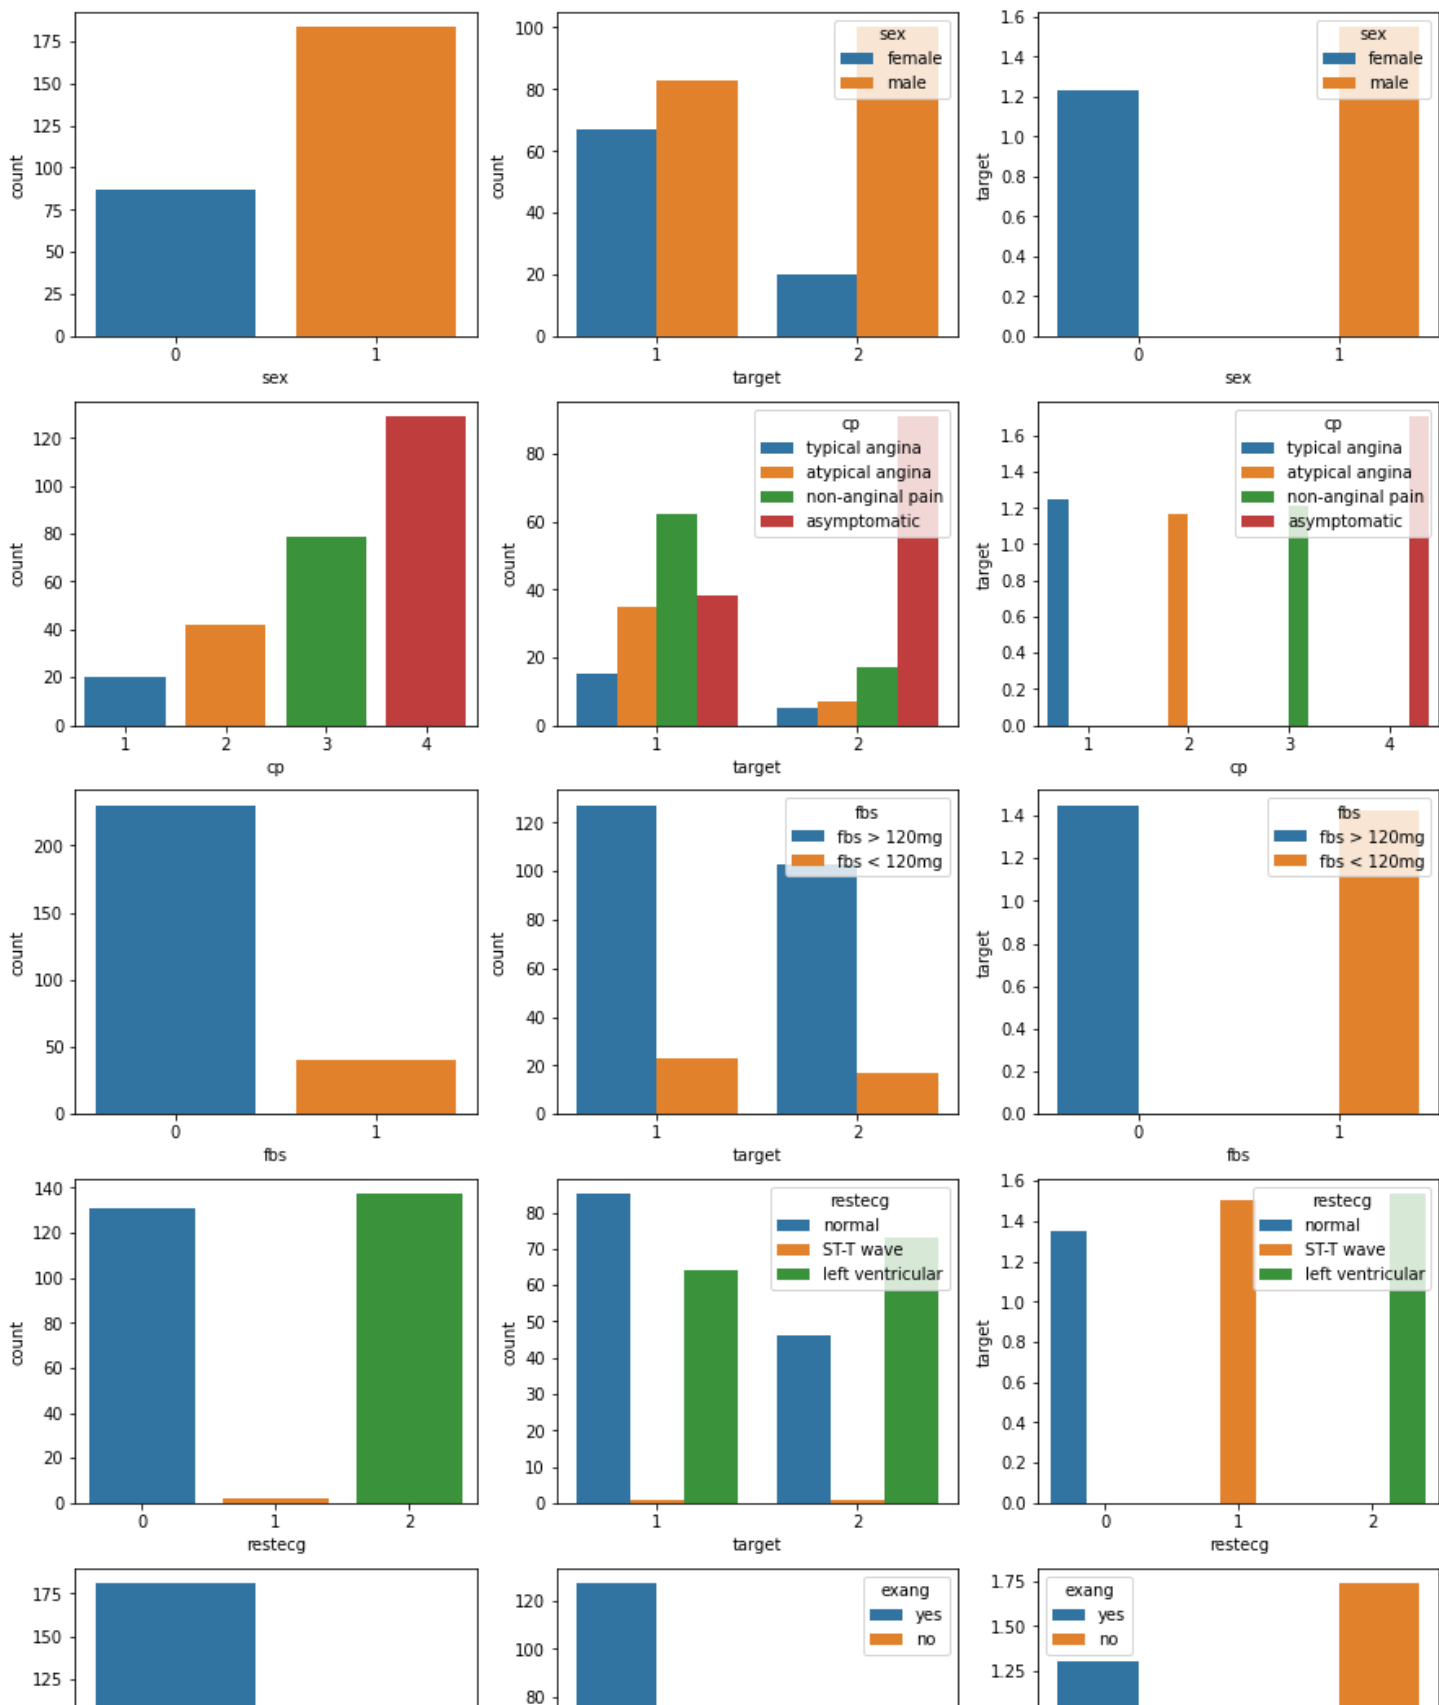 175
150
125
100
75
50
25
0
count
0 1
sex
100
80
60
40
20
0
count
sex
female
male
1 2
target
1.6
1.4
1.2
1.0
0.8
0.6
0.4
0.2
0.0
target
sex
female
male
0 1
sex
120
100
80
60
40
20
0
count
1 2 3 4
cp
80
60
40
20
0
count
cp
typical angina
atypical angina
non-anginal pain
asymptomatic
1 2
target
1.6
1.4
1.2
1.0
0.8
0.6
0.4
0.2
0.0
target
cp
typical angina
atypical angina
non-anginal pain
asymptomatic
1 2 3 4
cp
200
150
100
50
0
count
0 1
fbs
120
100
80
60
40
20
0
count
fbs
fbs > 120mg
fbs < 120mg
1 2
target
1.4
1.2
1.0
0.8
0.6
0.4
0.2
0.0
target
fbs
fbs > 120mg
fbs < 120mg
0 1
fbs
140
120
100
80
60
40
20
0
count
0 1 2
restecg
80
70
60
50
40
30
20
10
0
count
restecg
normal
ST-T wave
left ventricular
1 2
target
1.6
1.4
1.2
1.0
0.8
0.6
0.4
0.2
0.0
target
restecg
normal
ST-T wave
left ventricular
0 1 2
restecg
175
150
125
120
100
80
exang
yes
no
1.75
1.50
1.25
exang
yes
no